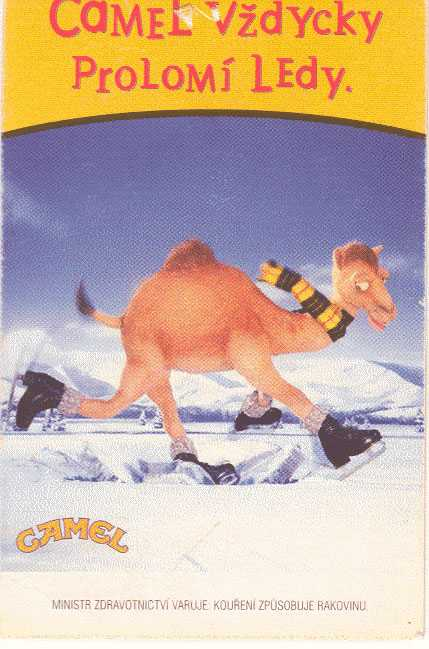 CAMEL Vždycky
Prolomí Ledy.
CAMEL
MINISTR ZDRAVOTNICTVÍ VARUJE: KOUŘENÍ ZPŮSOBUJE RAKOVINU